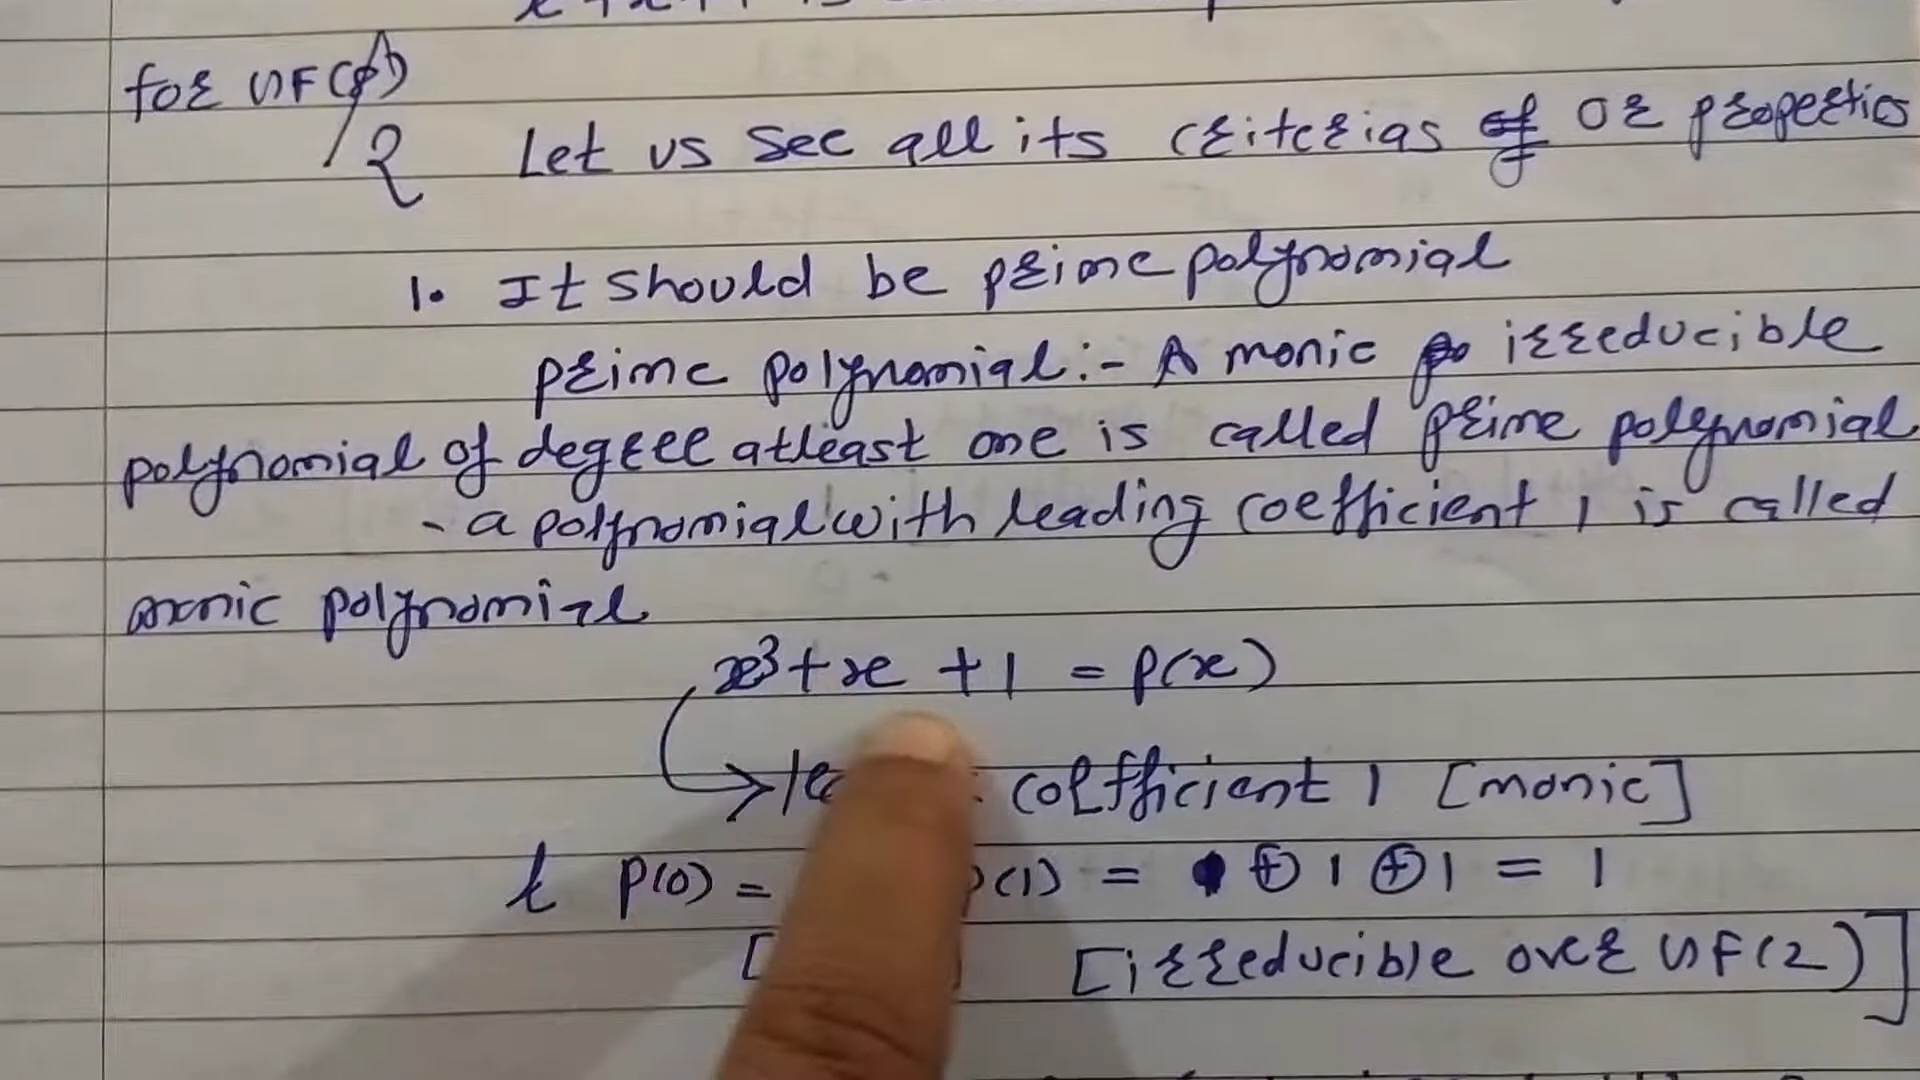 for GF(
2 Let us see all its criterias or properties
1. It should be prime polynomial
prime polynomial:- A monic irreducible
polynomial of degree atleast one is called prime polynomial
- a polynomial with leading coefficient 1 is called
monic polynomial
x³+x +1 = p(x)
coefficient 1 [monic]
& p(0) = p(1) = 1 ⊕ 1 ⊕ 1 = 1
[ ] [irreducible over GF(2)]